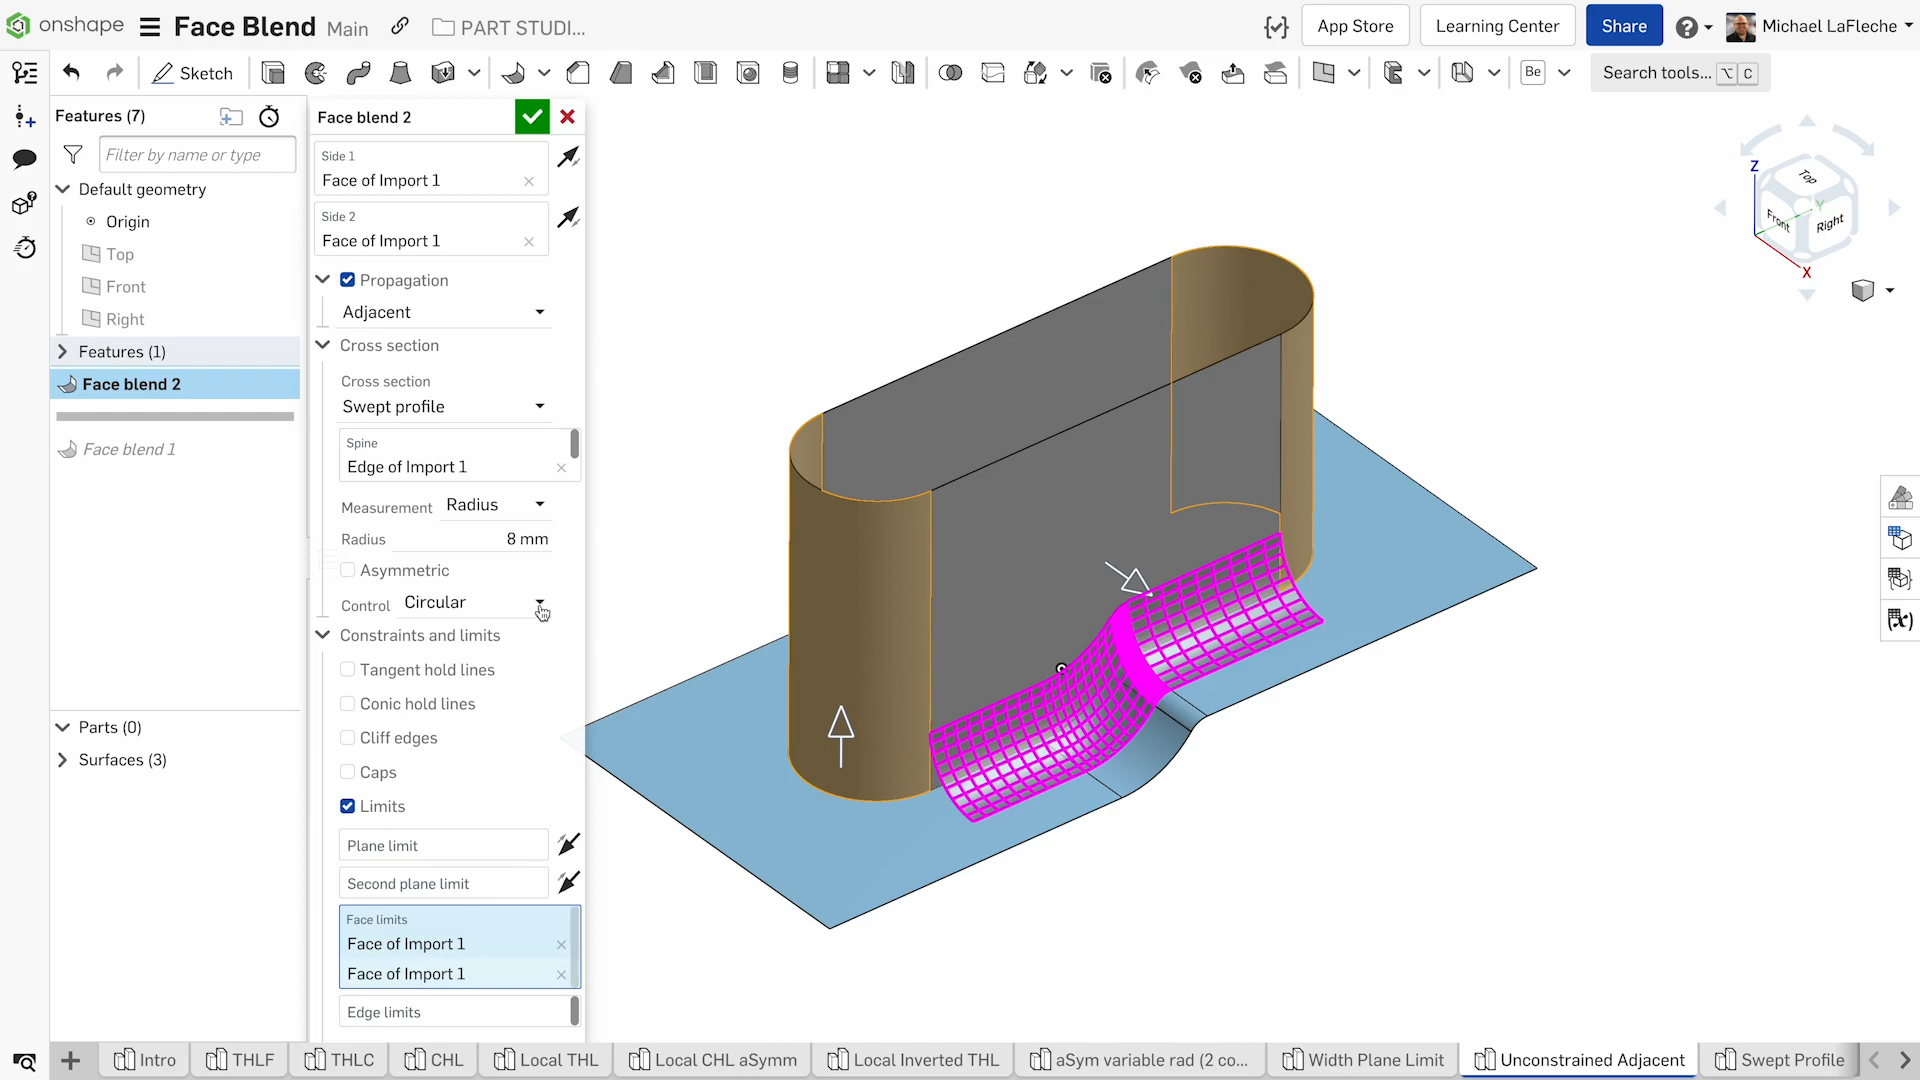 onshape Face Blend Main PART STUDI... App Store Learning Center Share Michael LaFleche
Sketch Be Search tools... ⌥ C
Features (7)
Filter by name or type
Default geometry
Origin
Top
Front
Right
Features (1)
Face blend 2
Face blend 1
Parts (0)
Surfaces (3)
Face blend 2
Side 1
Face of Import 1
Side 2
Face of Import 1
Propagation
Adjacent
Cross section
Cross section
Swept profile
Spine
Edge of Import 1
Measurement Radius
Radius 8 mm
Asymmetric
Control Circular
Constraints and limits
Tangent hold lines
Conic hold lines
Cliff edges
Caps
Limits
Plane limit
Second plane limit
Face limits
Face of Import 1
Face of Import 1
Edge limits
Z
Top
Y
Front Right
X
(x)
Intro THLF THLC CHL Local THL Local CHL aSymm Local Inverted THL aSym variable rad (2 co... Width Plane Limit Unconstrained Adjacent Swept Profile